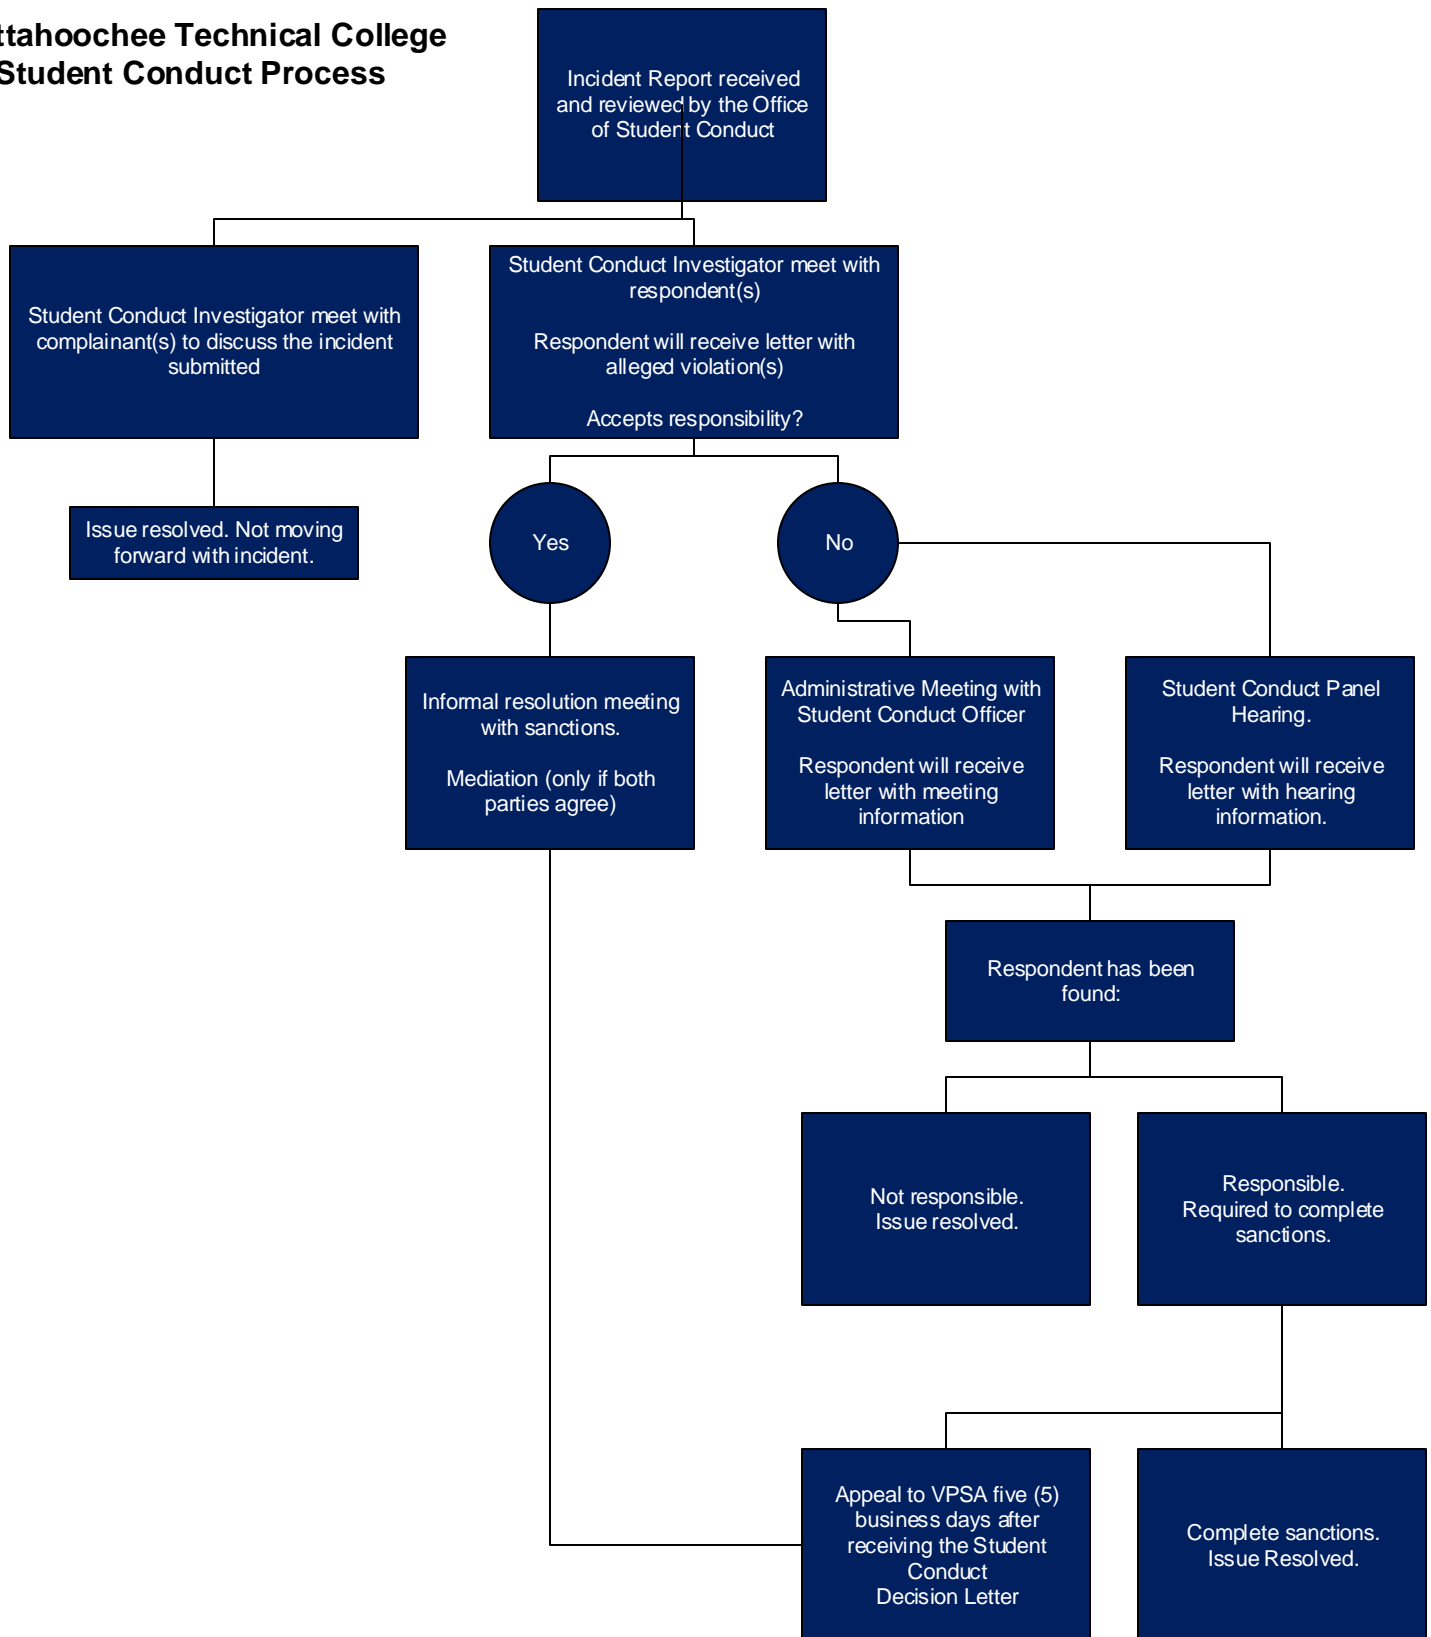 ttahoochee Technical College
Student Conduct Process
Incident Report received
and reviewed by the Office
of Student Conduct
Student Conduct Investigator meet with
complainant(s) to discuss the incident
submitted
Student Conduct Investigator meet with
respondent(s)
Respondent will receive letter with
alleged violation(s)
Accepts responsibility?
Issue resolved. Not moving
forward with incident.
Yes
No
Informal resolution meeting
with sanctions.
Mediation (only if both
parties agree)
Administrative Meeting with
Student Conduct Officer
Respondent will receive
letter with meeting
information
Student Conduct Panel
Hearing.
Respondent will receive
letter with hearing
information.
Respondent has been
found:
Not responsible.
Issue resolved.
Responsible.
Required to complete
sanctions.
Appeal to VPSA five (5)
business days after
receiving the Student
Conduct
Decision Letter
Complete sanctions.
Issue Resolved.